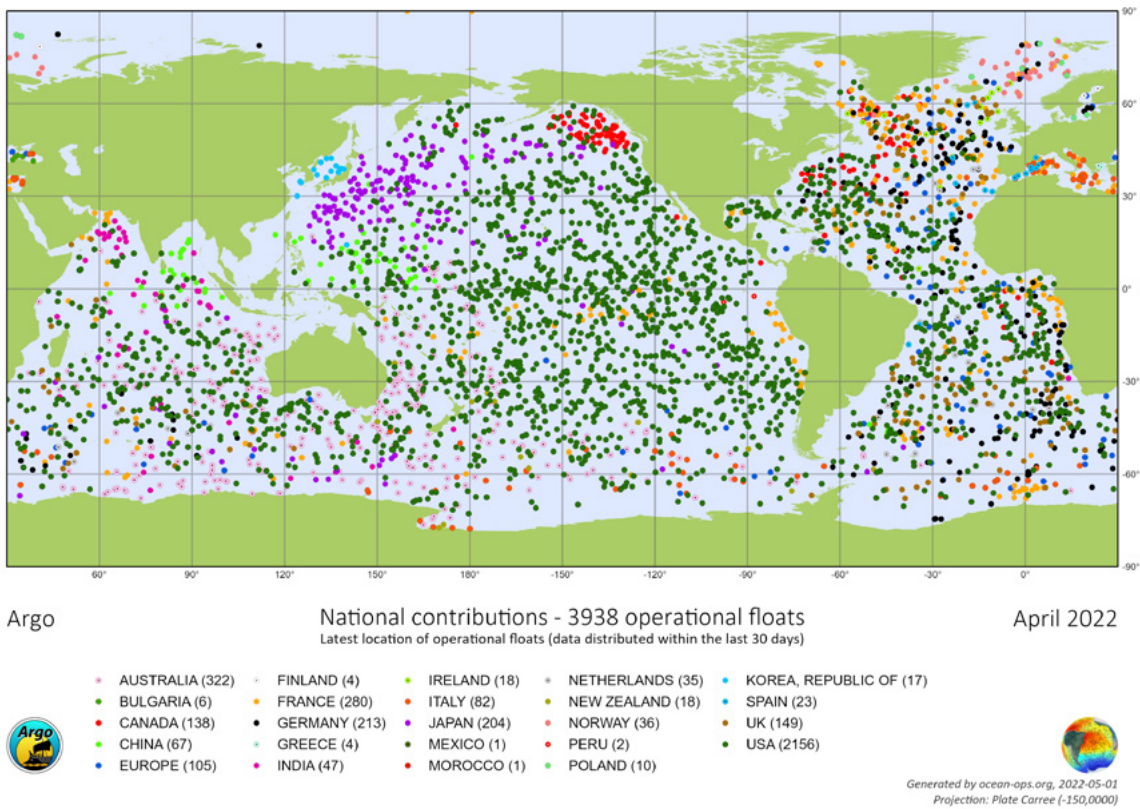 90°
60°
30°
0°
-30°
-60°
-90°
60° 90° 120° 150° 180° -150° -120° -90° -60° -30° 0°
Argo
National contributions - 3938 operational floats
April 2022
Latest location of operational floats (data distributed within the last 30 days)
AUSTRALIA (322) FINLAND (4) IRELAND (18) NETHERLANDS (35) KOREA, REPUBLIC OF (17)
BULGARIA (6) FRANCE (280) ITALY (82) NEW ZEALAND (18) SPAIN (23)
CANADA (138) GERMANY (213) JAPAN (204) NORWAY (36) UK (149)
CHINA (67) GREECE (4) MEXICO (1) PERU (2) USA (2156)
EUROPE (105) INDIA (47) MOROCCO (1) POLAND (10)
Argo
Generated by ocean-ops.org, 2022-05-01
Projection: Plate Carree (-150,0000)